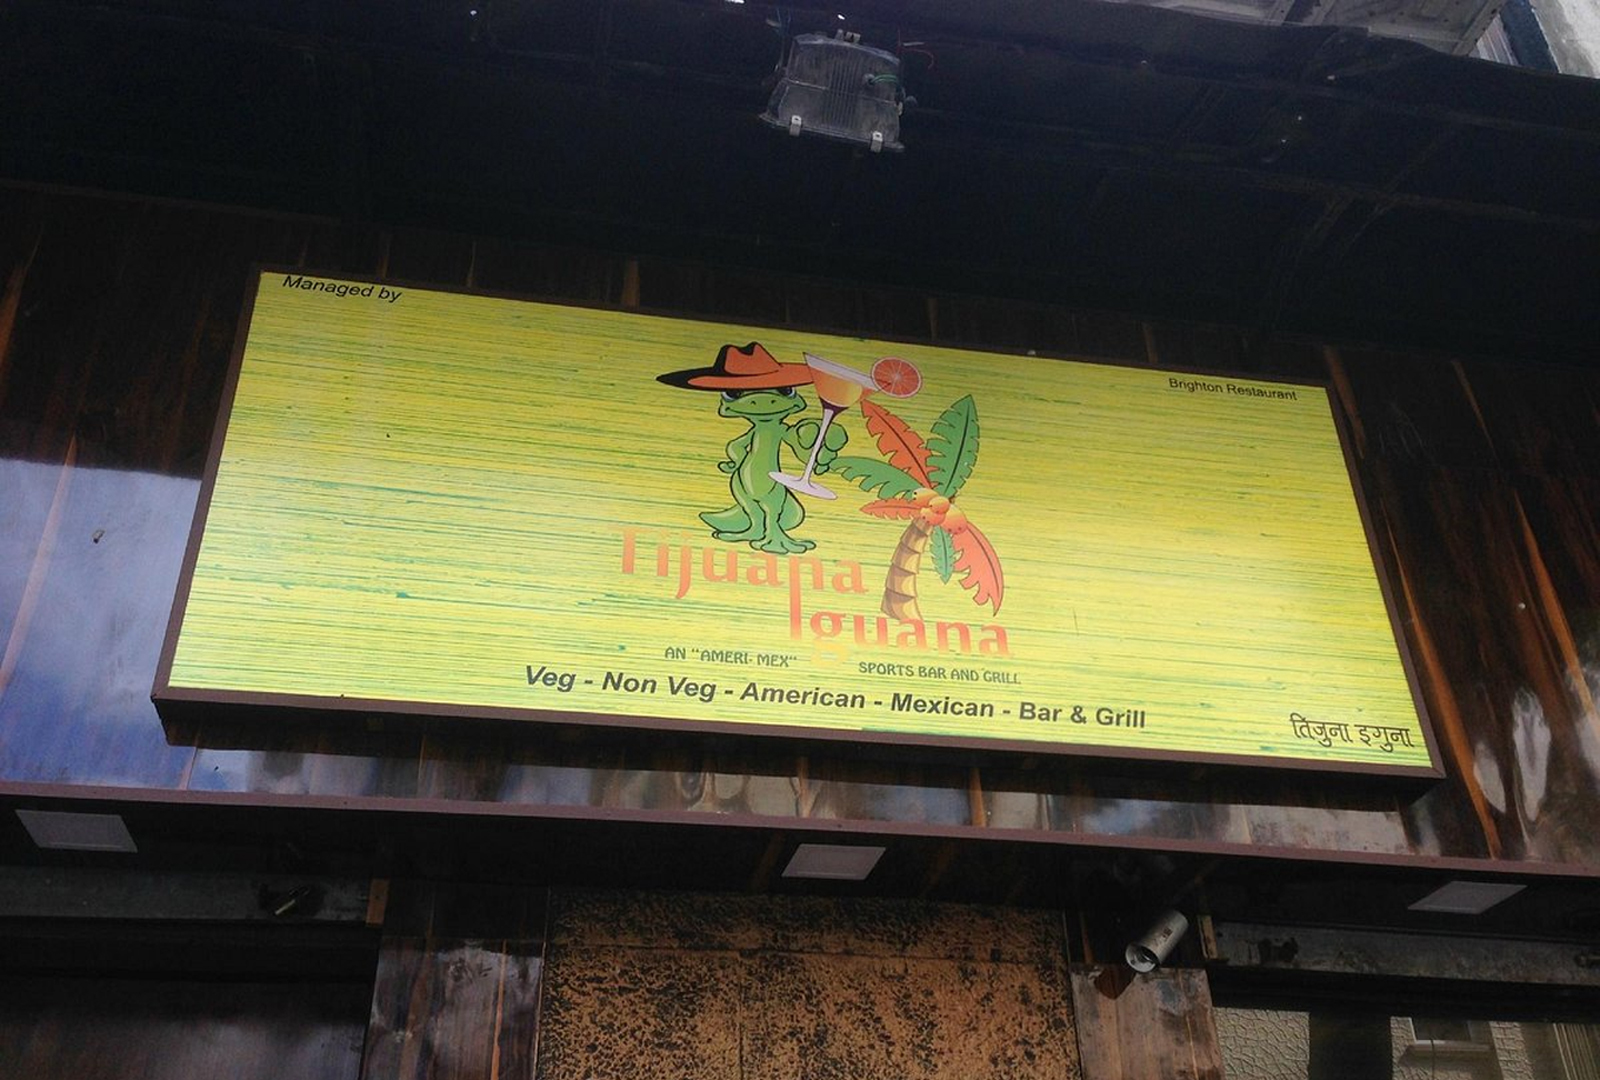 Managed by
Brighton Restaurant
Tijuana
Iguana
AN "AMERI- MEX" SPORTS BAR AND GRILL
Veg - Non Veg - American - Mexican - Bar & Grill
तिजुना इगुना